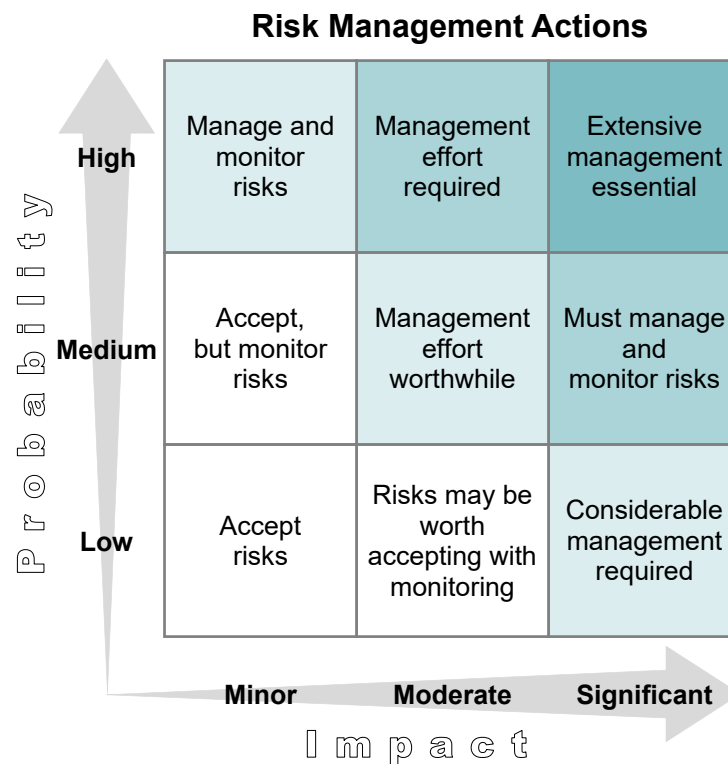 Risk Management Actions
High
Manage and
monitor
risks
Management
effort
required
Extensive
management
essential
Medium
Accept,
but monitor
risks
Management
effort
worthwhile
Must manage
and
monitor risks
Low
Accept
risks
Risks may be
worth
accepting with
monitoring
Considerable
management
required
Probability
Minor Moderate Significant
Impact